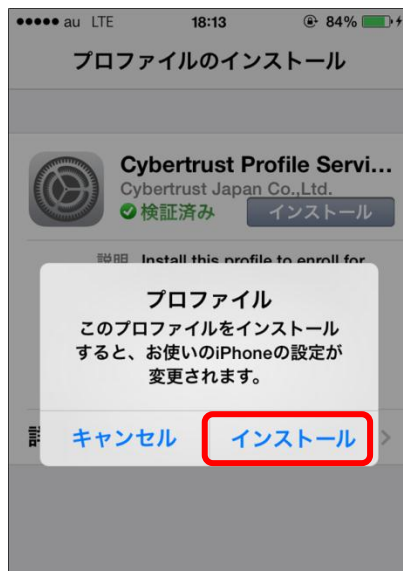 au LTE 18:13 84%
プロファイルのインストール
Cybertrust Profile Servi...
Cybertrust Japan Co.,Ltd.
検証済み インストール
説明 Install this profile to enroll for
プロファイル
このプロファイルをインストール
すると、お使いのiPhoneの設定が
変更されます。
詳
キャンセル インストール